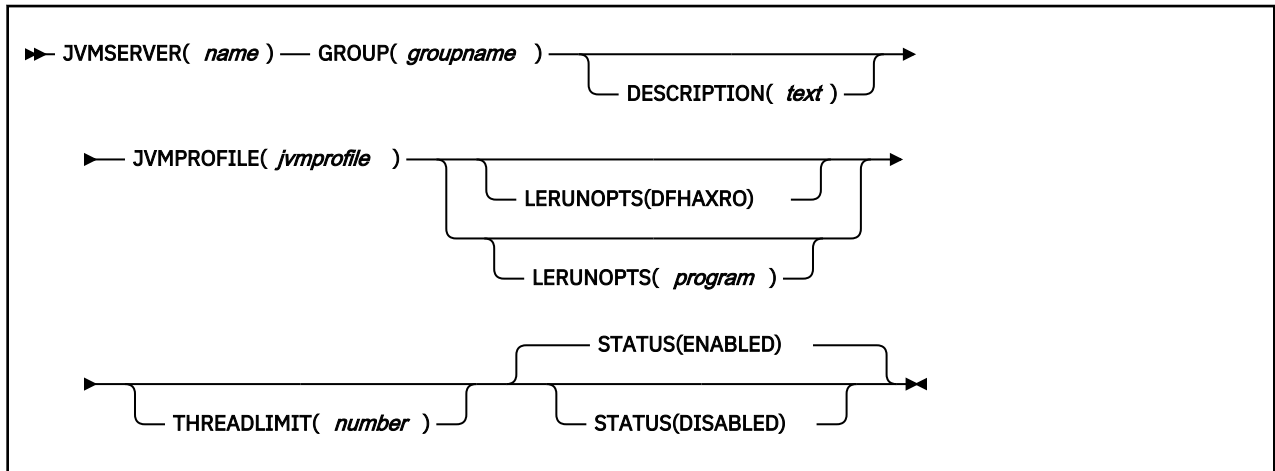 JVMSERVER( name ) GROUP( groupname )
DESCRIPTION( text )
JVMPROFILE( jvmprofile )
LERUNOPTS(DFHAXRO)
LERUNOPTS( program )
STATUS(ENABLED)
THREADLIMIT( number ) STATUS(DISABLED)